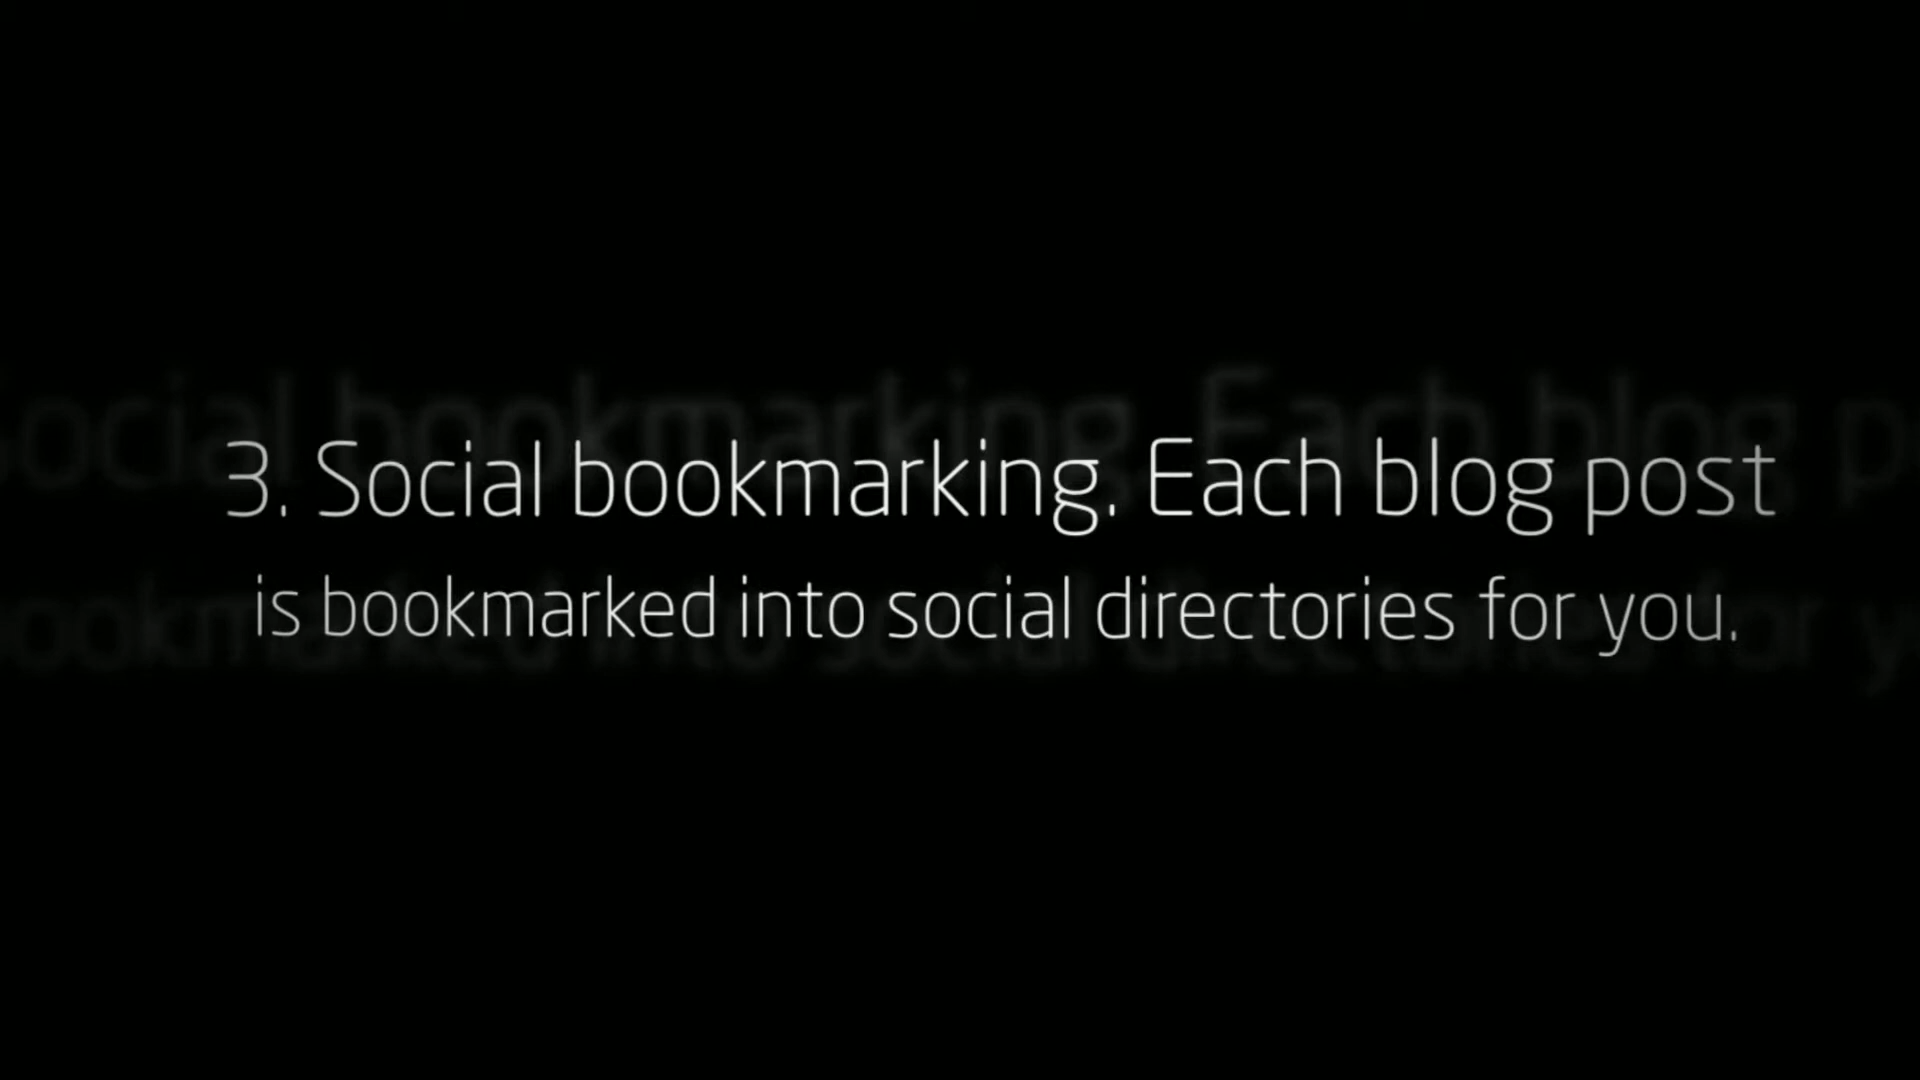 3. Social bookmarking. Each blog post
is bookmarked into social directories for you.